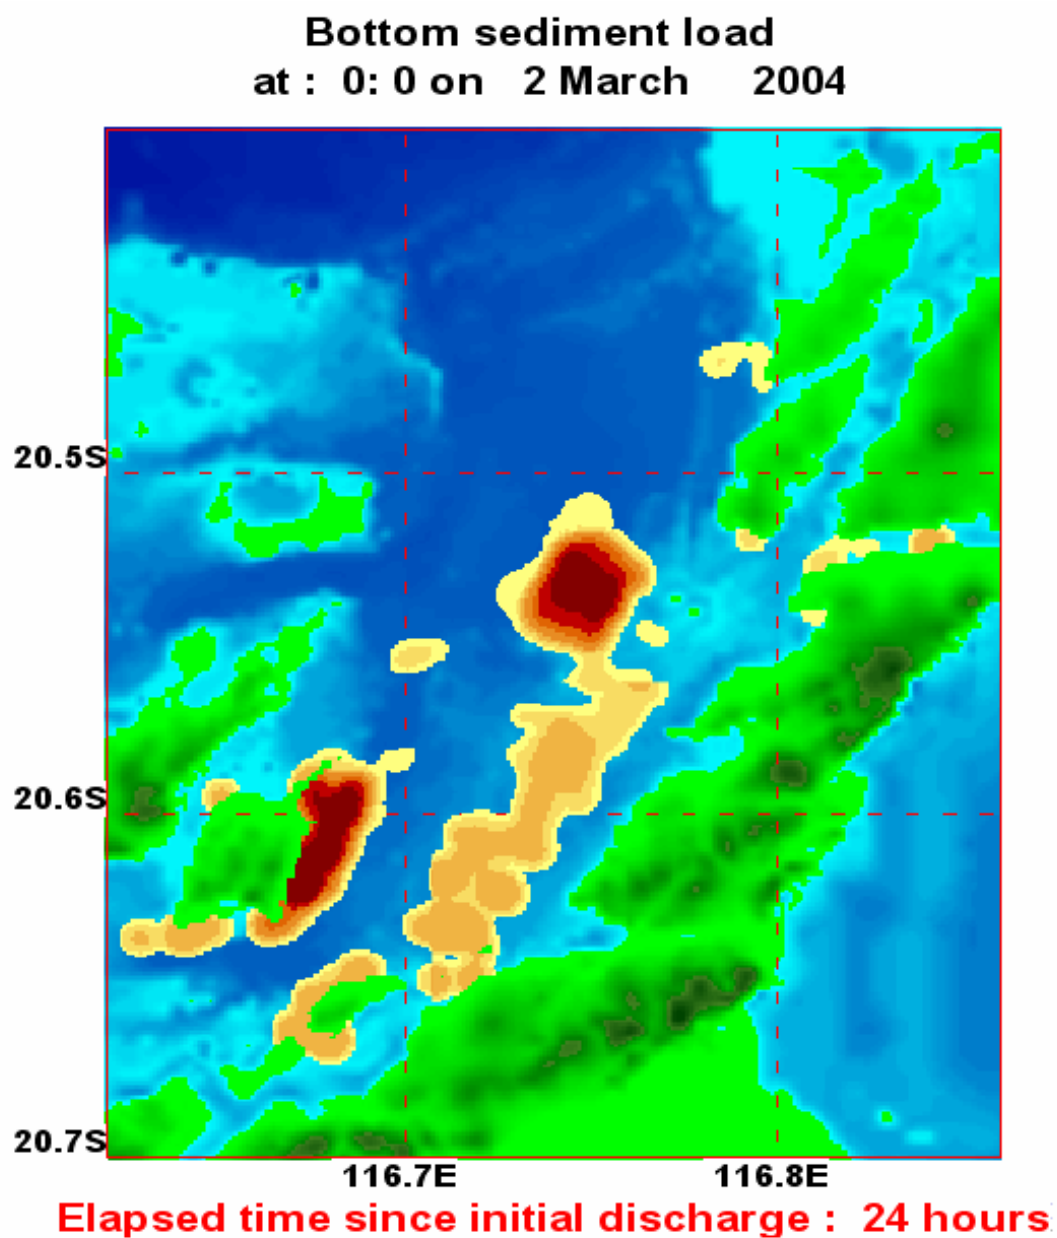 Bottom sediment load
at : 0: 0 on 2 March 2004
20.5S
20.6S
20.7S
116.7E 116.8E
Elapsed time since initial discharge : 24 hours